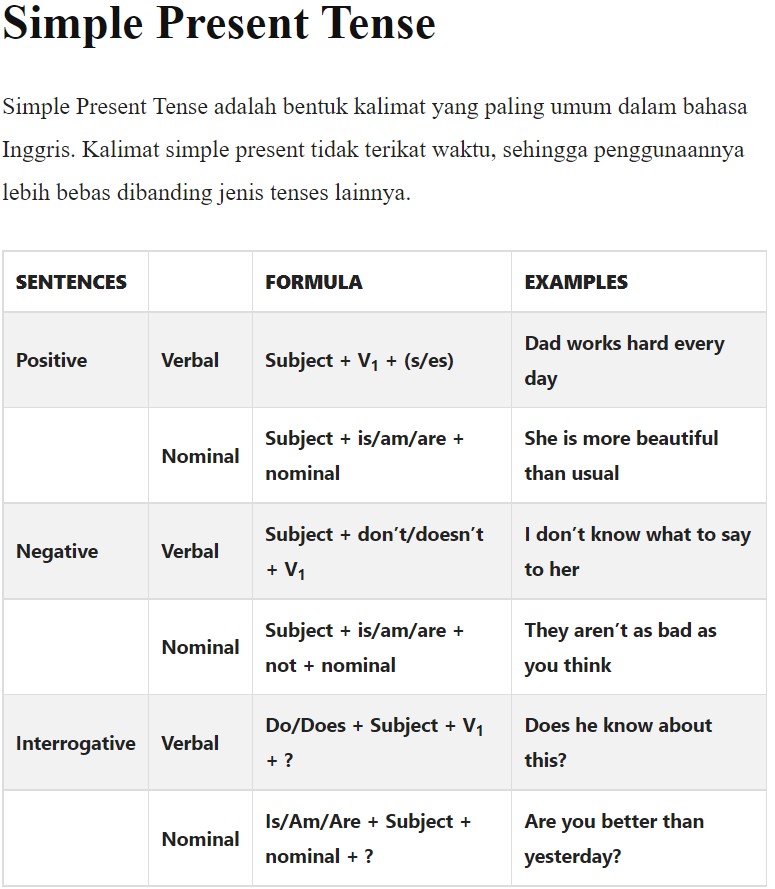 Simple Present Tense
Simple Present Tense adalah bentuk kalimat yang paling umum dalam bahasa
Inggris. Kalimat simple present tidak terikat waktu, sehingga penggunaannya
lebih bebas dibanding jenis tenses lainnya.
SENTENCES FORMULA EXAMPLES
Positive Verbal Subject + V₁ + (s/es) Dad works hard every
day
Nominal Subject + is/am/are +
nominal
She is more beautiful
than usual
Negative Verbal Subject + don’t/doesn’t
+ V₁
I don’t know what to say
to her
Nominal Subject + is/am/are +
not + nominal
They aren’t as bad as
you think
Interrogative Verbal Do/Does + Subject + V₁
+ ?
Does he know about
this?
Nominal Is/Am/Are + Subject +
nominal + ?
Are you better than
yesterday?